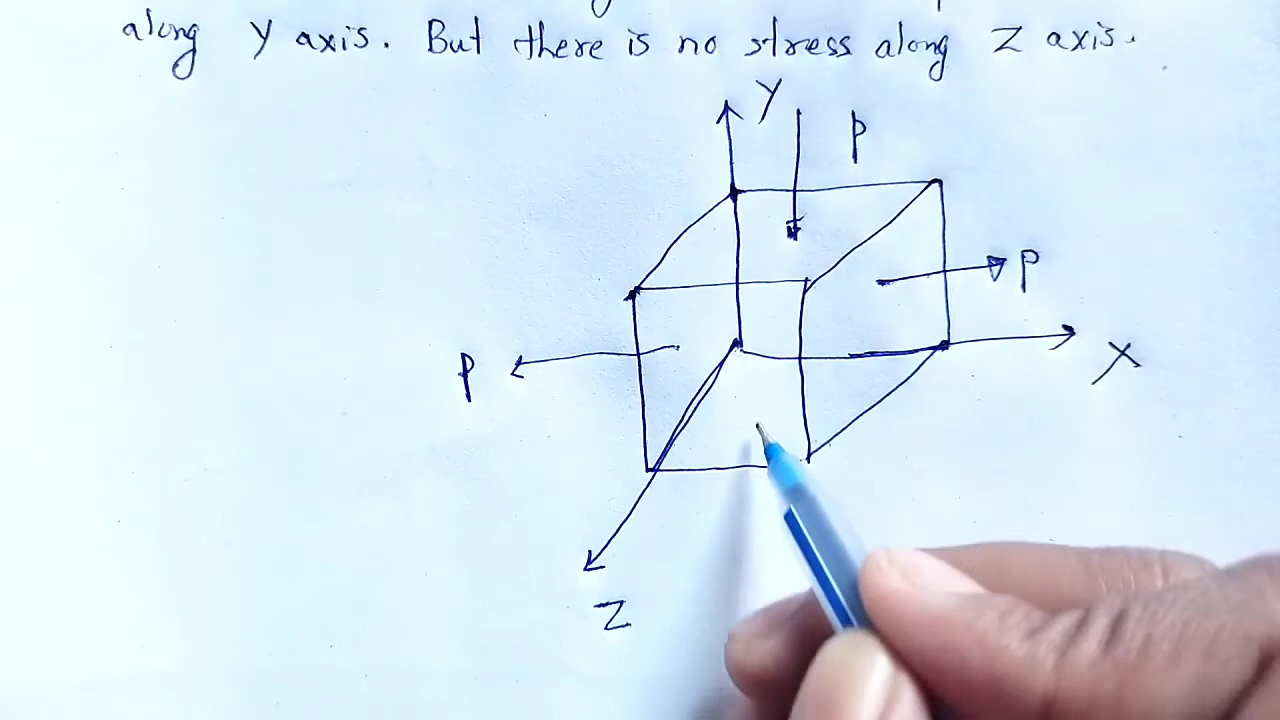 along Y axis. But there is no stress along Z axis.
Y
P
P
P
X
Z